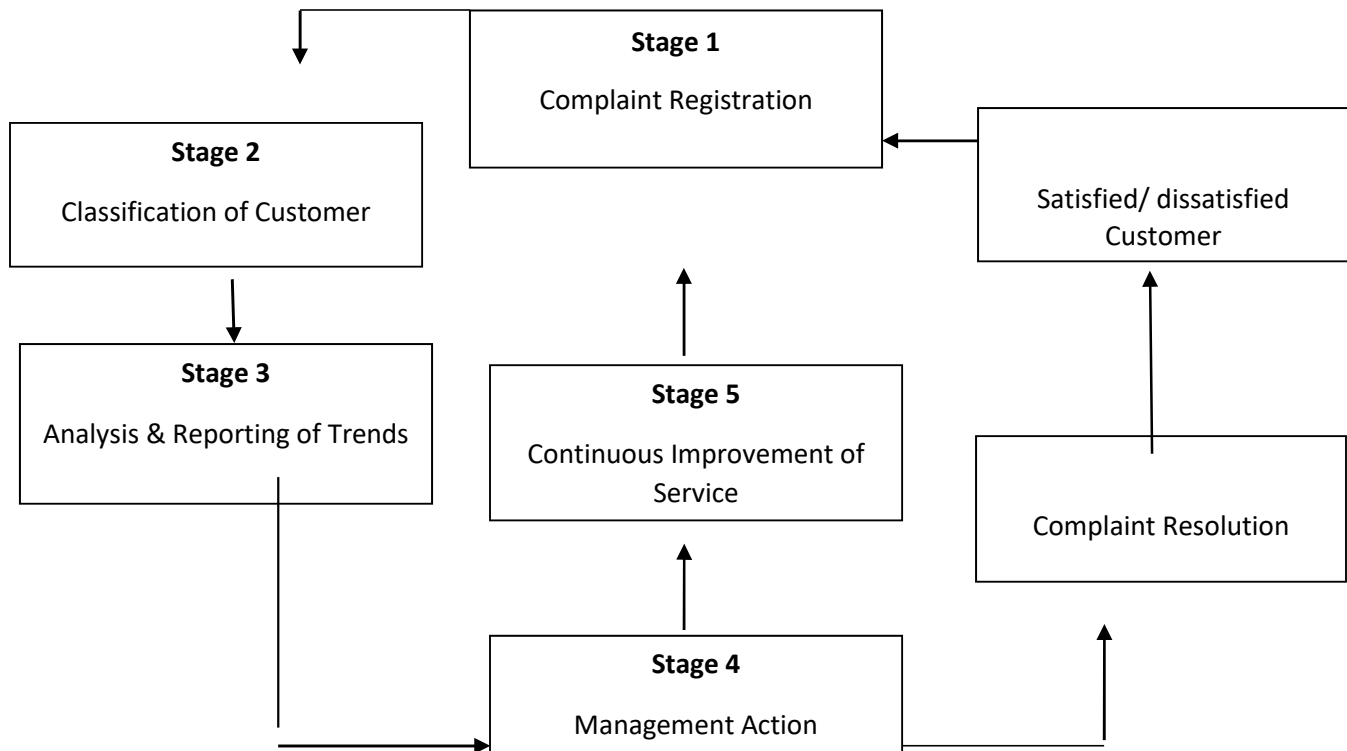 Stage 1
Complaint Registration
Stage 2
Classification of Customer
Satisfied/ dissatisfied
Customer
Stage 3
Analysis & Reporting of Trends
Stage 5
Continuous Improvement of
Service
Complaint Resolution
Stage 4
Management Action